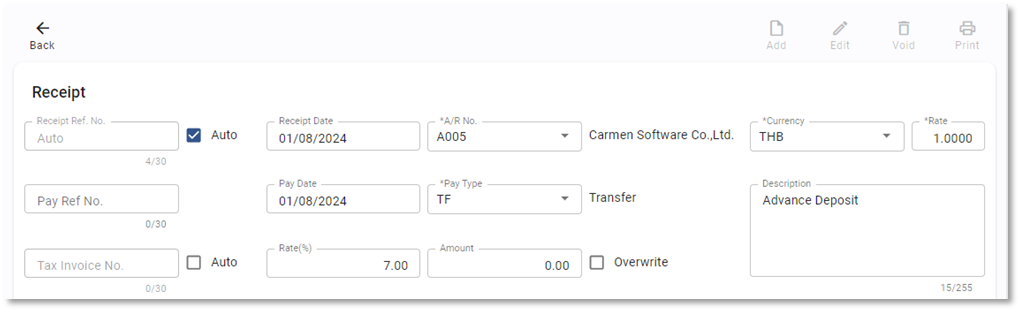 Back
Add Edit Void Print
Receipt
Receipt Ref. No. Receipt Date *A/R No. *Currency *Rate
Auto Auto 01/08/2024 A005 Carmen Software Co.,Ltd. THB 1.0000
4/30
Pay Date *Pay Type Description
Pay Ref No. 01/08/2024 TF Transfer Advance Deposit
0/30
Rate(%) Amount
Tax Invoice No. Auto 7.00 0.00 Overwrite
0/30 15/255